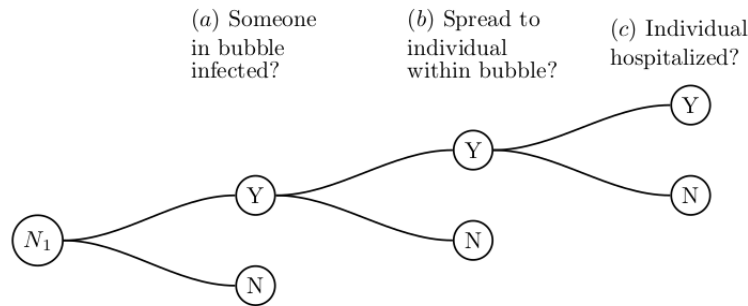 (a) Someone
in bubble
infected?
(b) Spread to
individual
within bubble?
(c) Individual
hospitalized?
Y
Y
Y
N
N₁
N
N